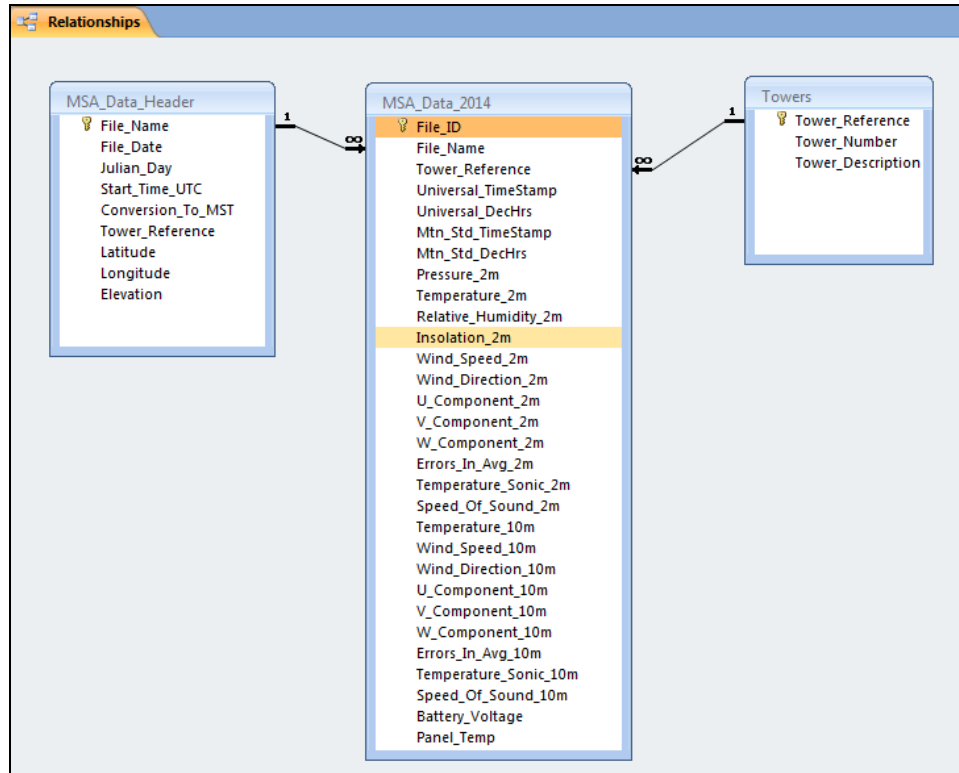 Relationships
MSA_Data_Header
File_Name
File_Date
Julian_Day
Start_Time_UTC
Conversion_To_MST
Tower_Reference
Latitude
Longitude
Elevation
1
∞
MSA_Data_2014
File_ID
File_Name
Tower_Reference
Universal_TimeStamp
Universal_DecHrs
Mtn_Std_TimeStamp
Mtn_Std_DecHrs
Pressure_2m
Temperature_2m
Relative_Humidity_2m
Insolation_2m
Wind_Speed_2m
Wind_Direction_2m
U_Component_2m
V_Component_2m
W_Component_2m
Errors_In_Avg_2m
Temperature_Sonic_2m
Speed_Of_Sound_2m
Temperature_10m
Wind_Speed_10m
Wind_Direction_10m
U_Component_10m
V_Component_10m
W_Component_10m
Errors_In_Avg_10m
Temperature_Sonic_10m
Speed_Of_Sound_10m
Battery_Voltage
Panel_Temp
∞
1
Towers
Tower_Reference
Tower_Number
Tower_Description